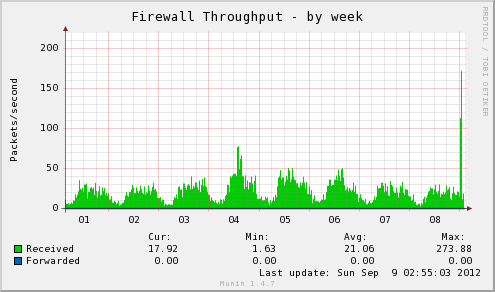 Firewall Throughput - by week
RRDTOOL / TOBI OETIKER
Packets/second
200
150
100
50
0
01 02 03 04 05 06 07 08
Cur: Min: Avg: Max:
Received 17.92 1.63 21.06 273.88
Forwarded 0.00 0.00 0.00 0.00
Last update: Sun Sep 9 02:55:03 2012
Munin 1.4.7